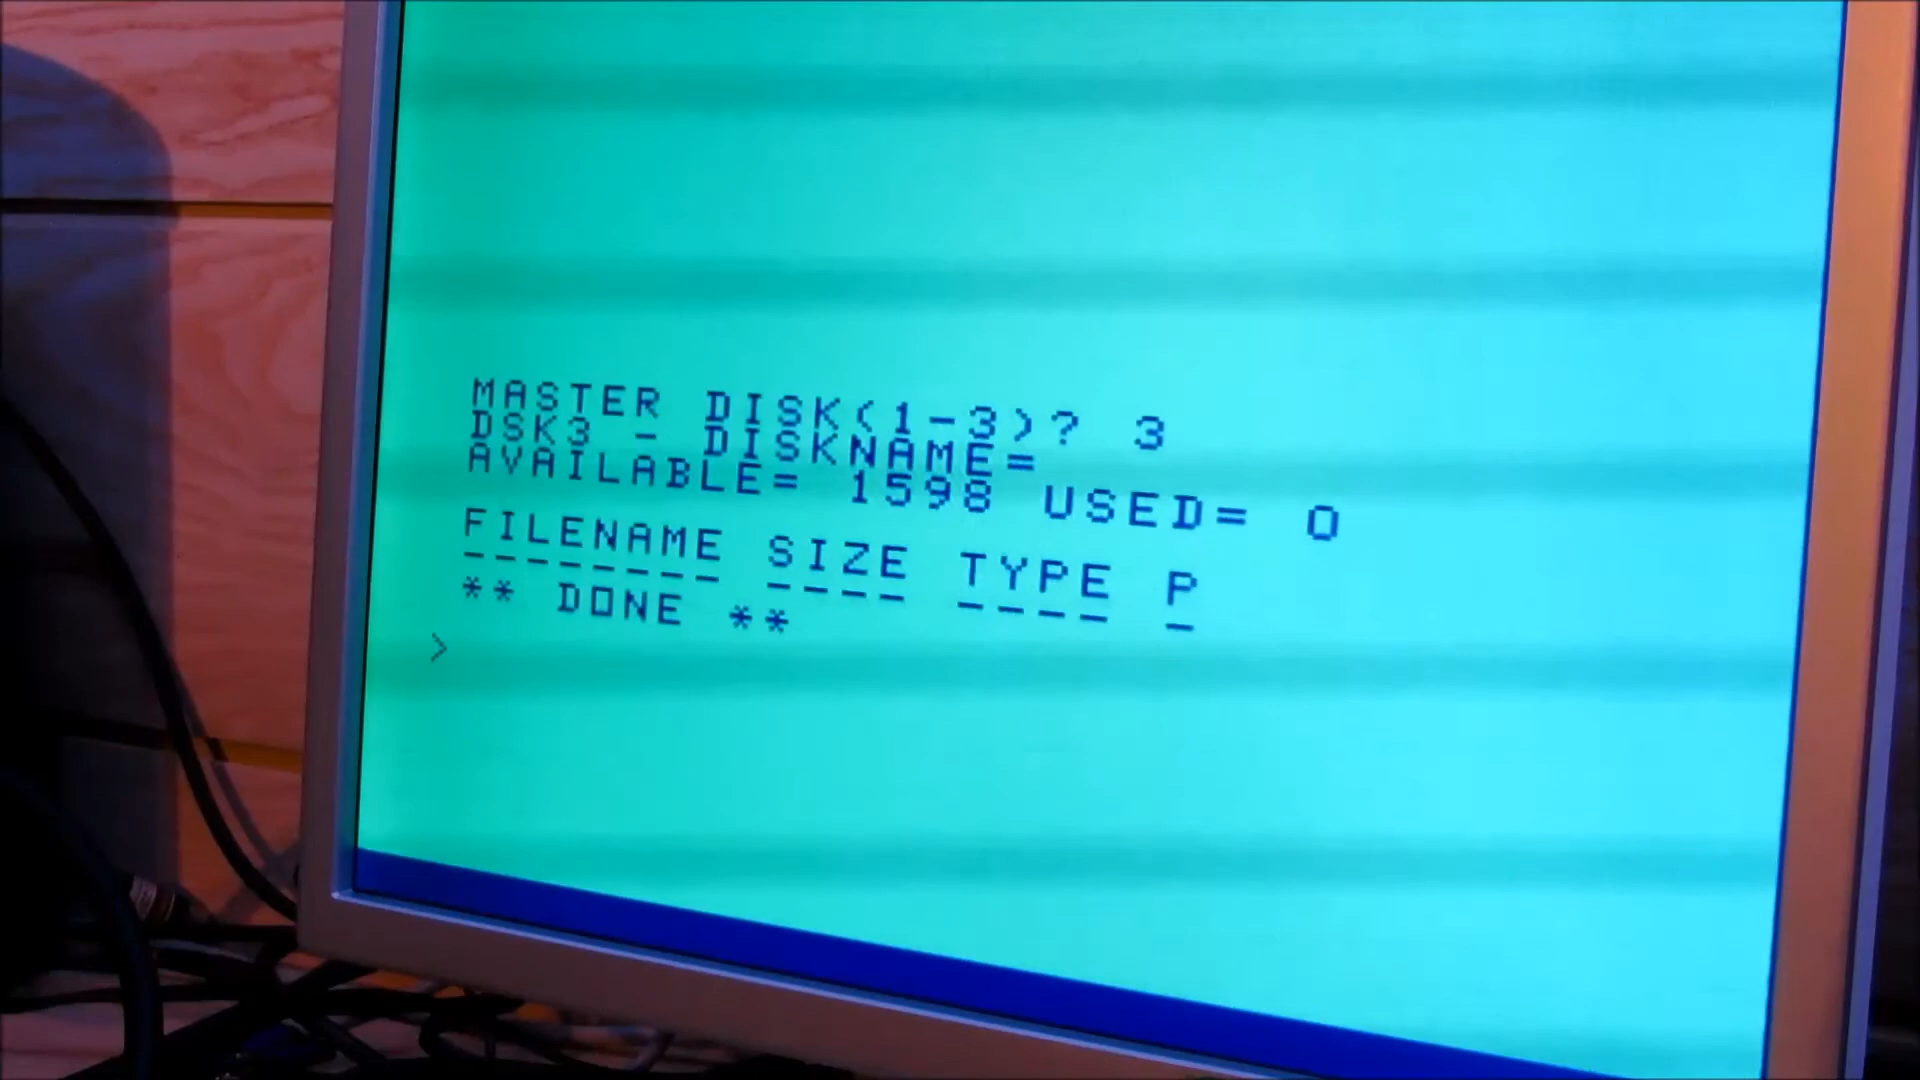 MASTER DISK(1-3)? 3
DSK3 - DISKNAME=
AVAILABLE= 1598 USED= 0
FILENAME SIZE TYPE P
-------- ---- ---- -
** DONE **
>